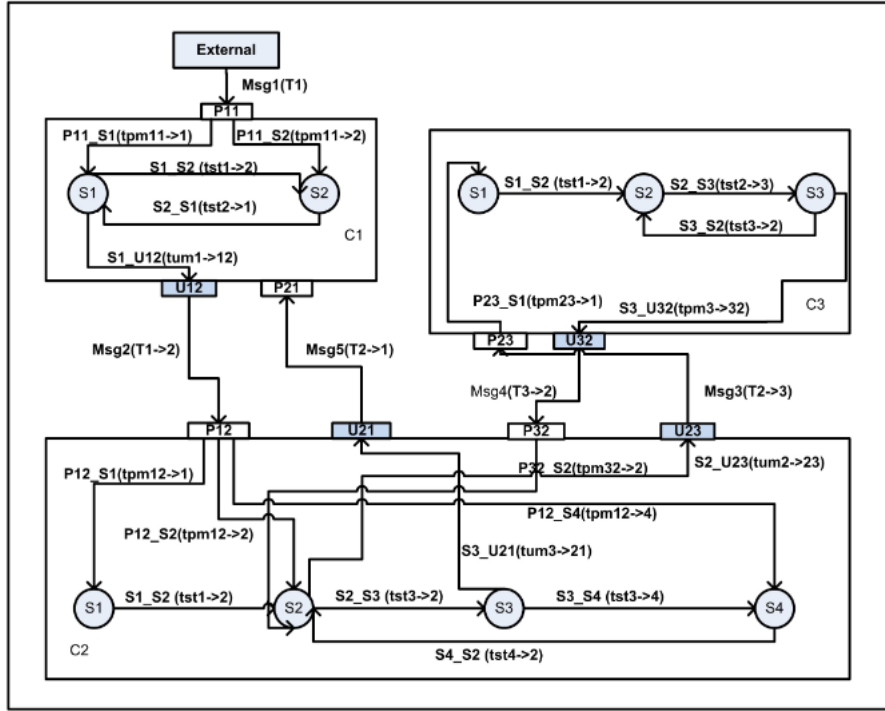 External
Msg1(T1)
P11
P11_S1(tpm11->1)
P11_S2(tpm11->2)
S1_S2 (tst1->2)
S1
S2
S2_S1(tst2->1)
C1
S1_U12(tum1->12)
U12
P21
S1
S1_S2 (tst1->2)
S2
S2_S3(tst2->3)
S3
S3_S2(tst3->2)
P23_S1(tpm23->1)
S3_U32(tpm3->32)
C3
P23
U32
Msg2(T1->2)
Msg5(T2->1)
Msg4(T3->2)
Msg3(T2->3)
P12
U21
P32
U23
P12_S1(tpm12->1)
P32_S2(tpm32->2)
S2_U23(tum2->23)
P12_S2(tpm12->2)
P12_S4(tpm12->4)
S3_U21(tum3->21)
S1
S1_S2 (tst1->2)
S2
S2_S3 (tst3->2)
S3
S3_S4 (tst3->4)
S4
S4_S2 (tst4->2)
C2